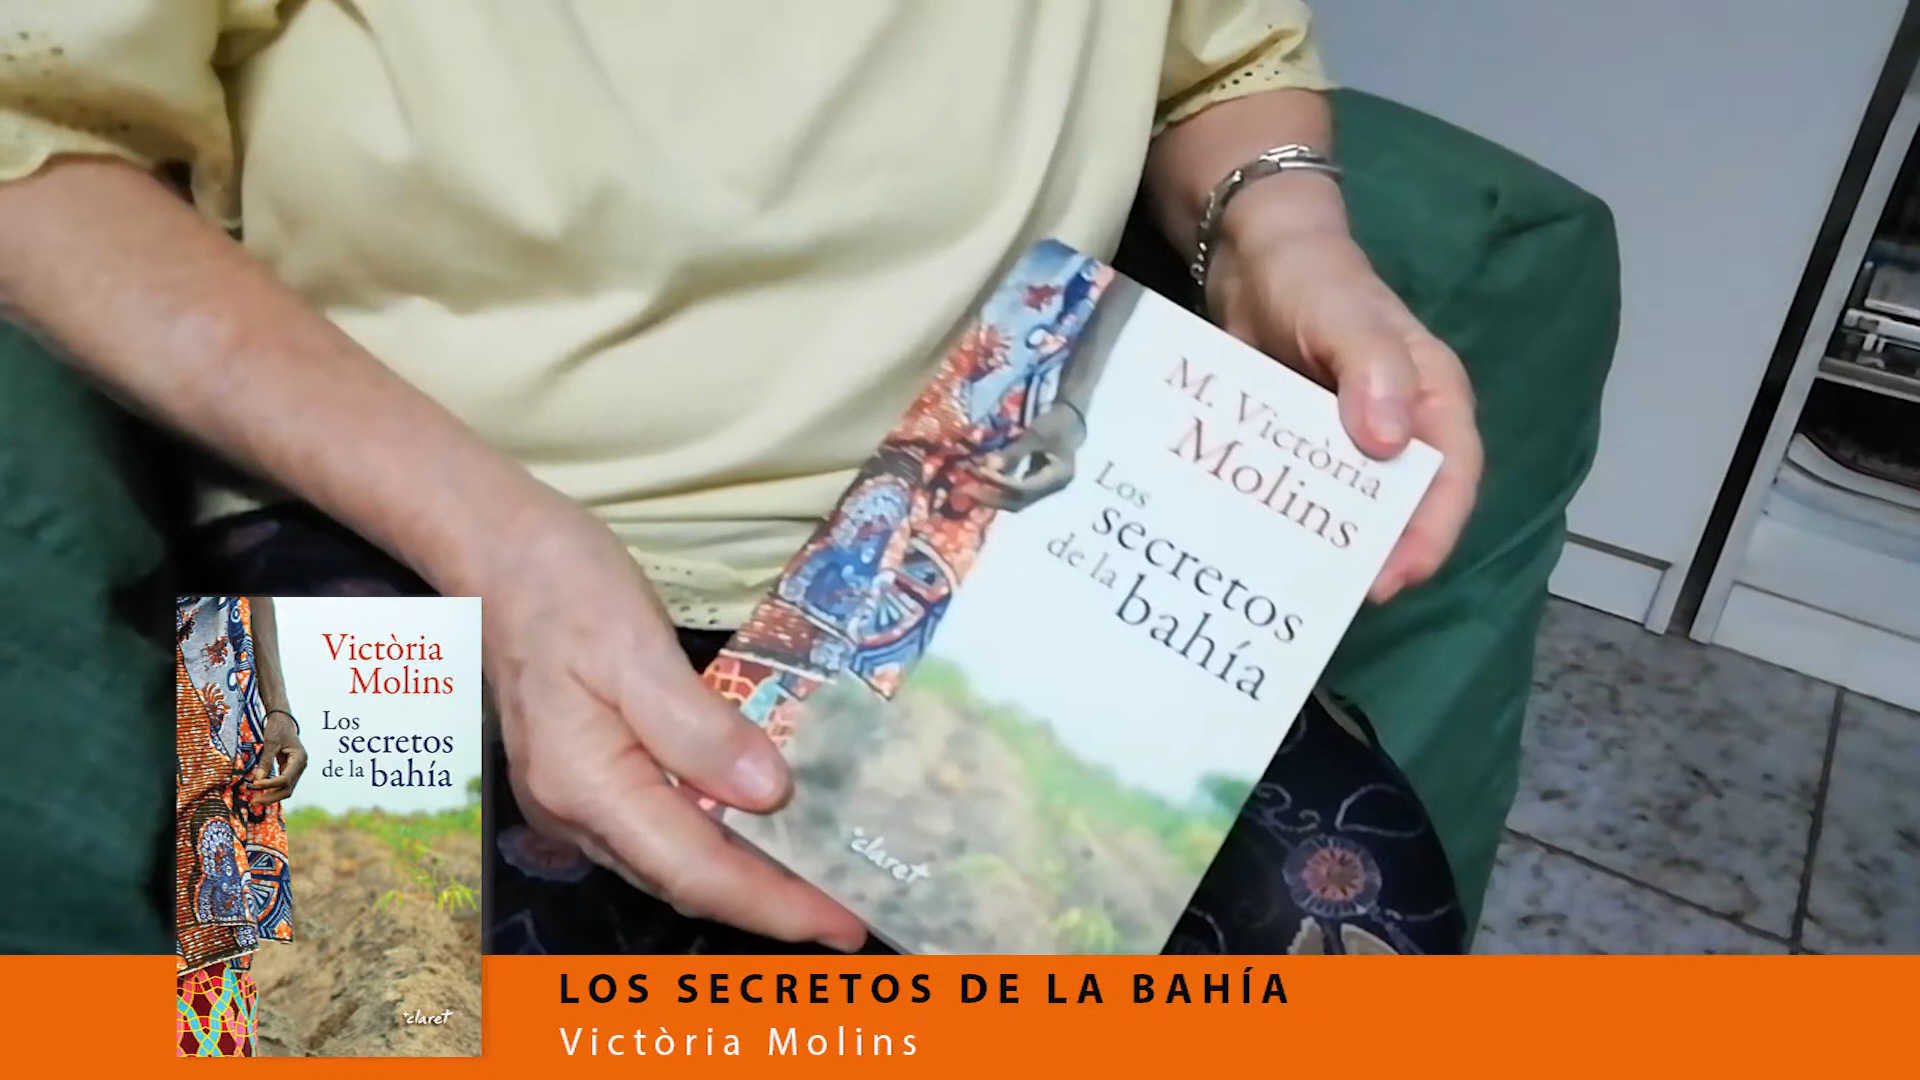 M. Victòria
Molins
Los
secretos
de la bahía
claret
Victòria
Molins
Los
secretos
de la bahía
claret
LOS SECRETOS DE LA BAHÍA
Victòria Molins